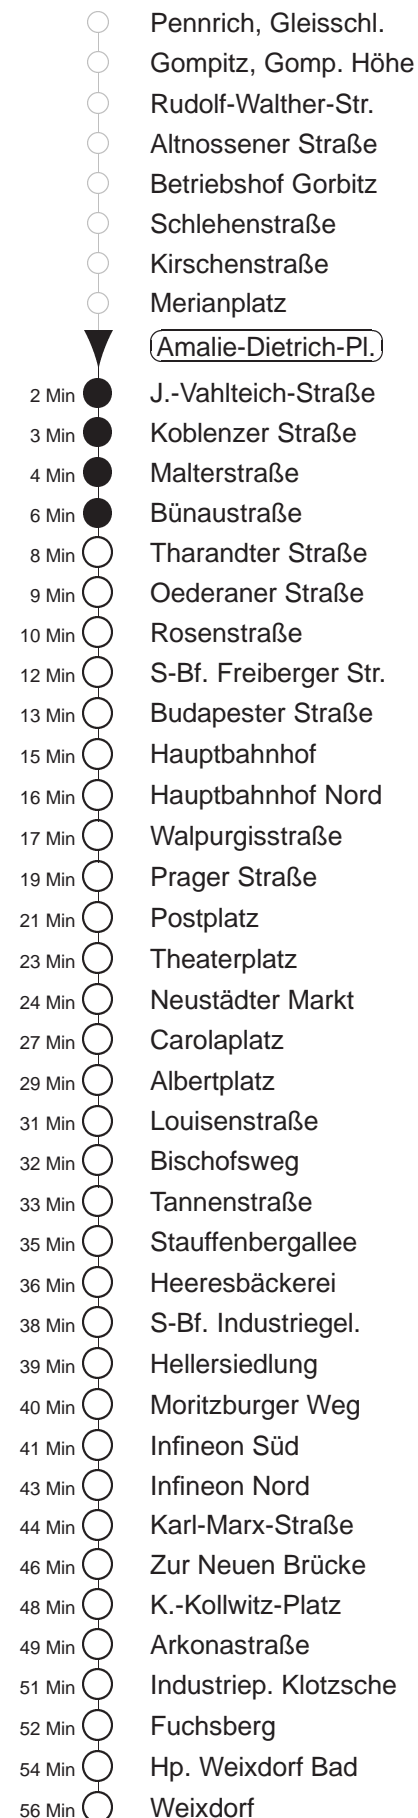 Pennrich, Gleisschl.
Gompitz, Gomp. Höhe
Rudolf-Walther-Str.
Altnossener Straße
Betriebshof Gorbitz
Schlehenstraße
Kirschenstraße
Merianplatz
Amalie-Dietrich-Pl.
2 Min J.-Vahlteich-Straße
3 Min Koblenzer Straße
4 Min Malterstraße
6 Min Bünaustraße
8 Min Tharandter Straße
9 Min Oederaner Straße
10 Min Rosenstraße
12 Min S-Bf. Freiberger Str.
13 Min Budapester Straße
15 Min Hauptbahnhof
16 Min Hauptbahnhof Nord
17 Min Walpurgisstraße
19 Min Prager Straße
21 Min Postplatz
23 Min Theaterplatz
24 Min Neustädter Markt
27 Min Carolaplatz
29 Min Albertplatz
31 Min Louisenstraße
32 Min Bischofsweg
33 Min Tannenstraße
35 Min Stauffenbergallee
36 Min Heeresbäckerei
38 Min S-Bf. Industriegel.
39 Min Hellersiedlung
40 Min Moritzburger Weg
41 Min Infineon Süd
43 Min Infineon Nord
44 Min Karl-Marx-Straße
46 Min Zur Neuen Brücke
48 Min K.-Kollwitz-Platz
49 Min Arkonastraße
51 Min Industriep. Klotzsche
52 Min Fuchsberg
54 Min Hp. Weixdorf Bad
56 Min Weixdorf